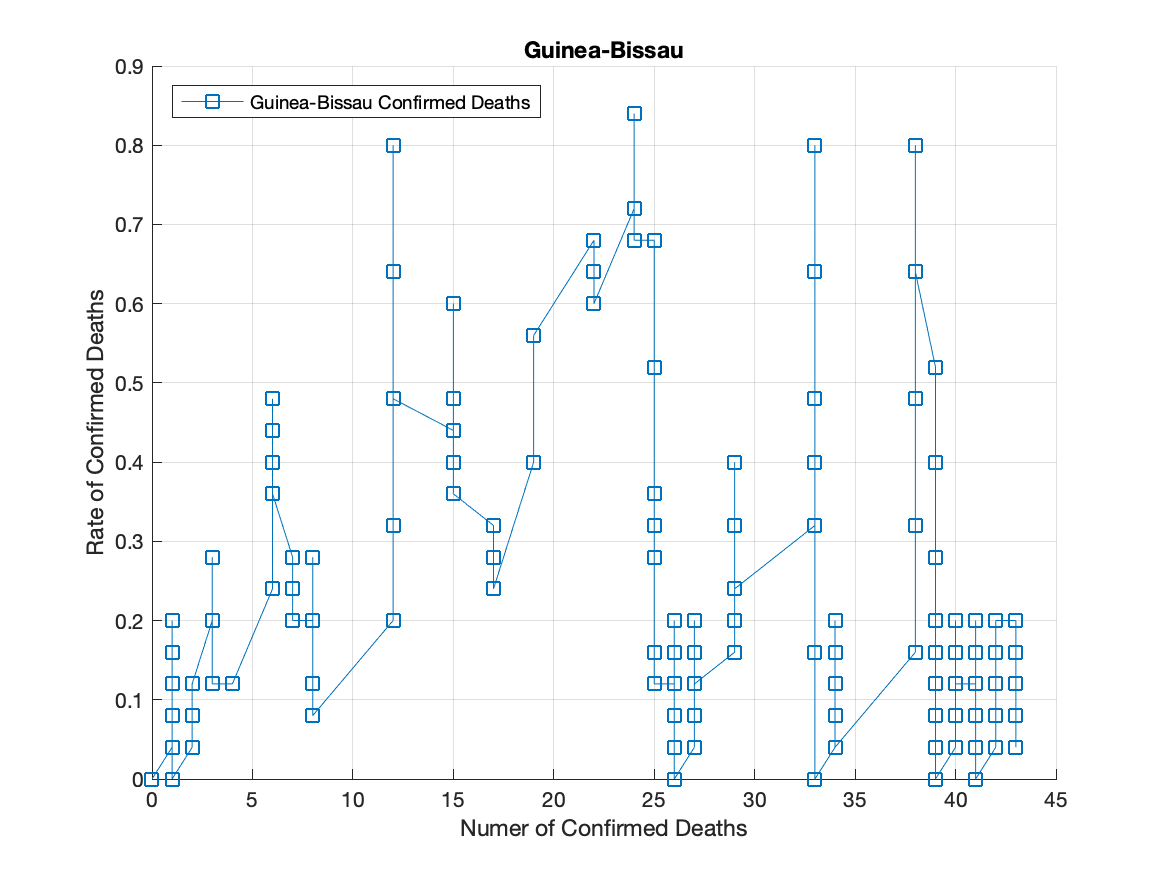 Guinea-Bissau
Guinea-Bissau Confirmed Deaths
Rate of Confirmed Deaths
0.9
0.8
0.7
0.6
0.5
0.4
0.3
0.2
0.1
0
0 5 10 15 20 25 30 35 40 45
Numer of Confirmed Deaths